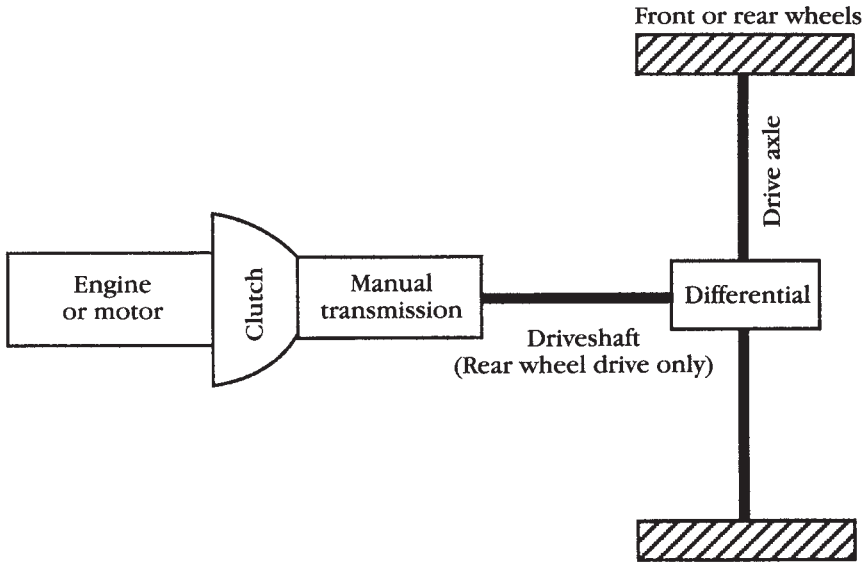 Front or rear wheels
Drive axle
Engine
or motor
Clutch
Manual
transmission
Differential
Driveshaft
(Rear wheel drive only)